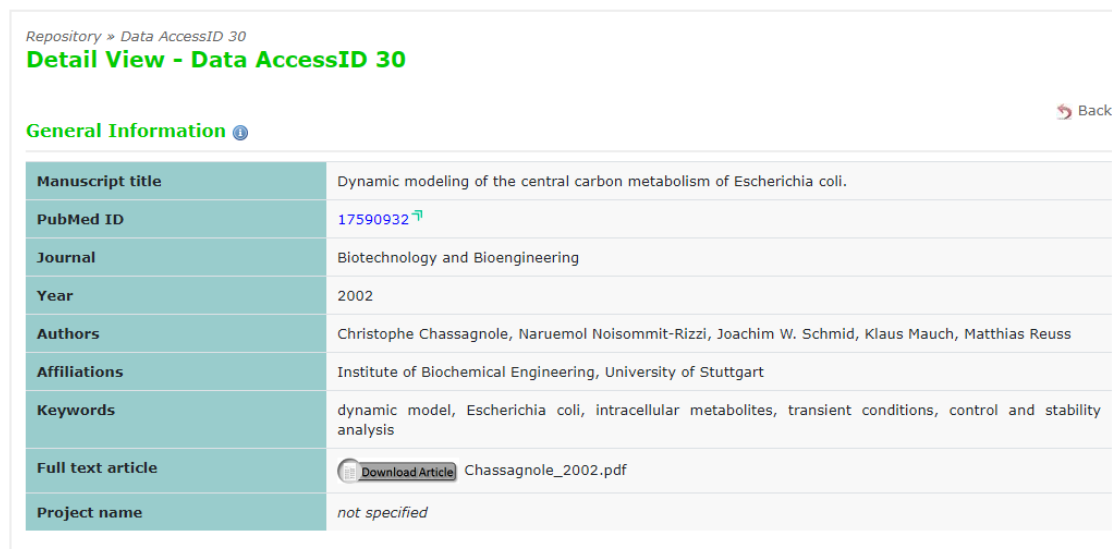 Repository » Data AccessID 30
Detail View - Data AccessID 30
Back
General Information
Manuscript title Dynamic modeling of the central carbon metabolism of Escherichia coli.
PubMed ID 17590932
Journal Biotechnology and Bioengineering
Year 2002
Authors Christophe Chassagnole, Naruemol Noisommit-Rizzi, Joachim W. Schmid, Klaus Mauch, Matthias Reuss
Affiliations Institute of Biochemical Engineering, University of Stuttgart
Keywords dynamic model, Escherichia coli, intracellular metabolites, transient conditions, control and stability
analysis
Full text article Download Article Chassagnole_2002.pdf
Project name not specified